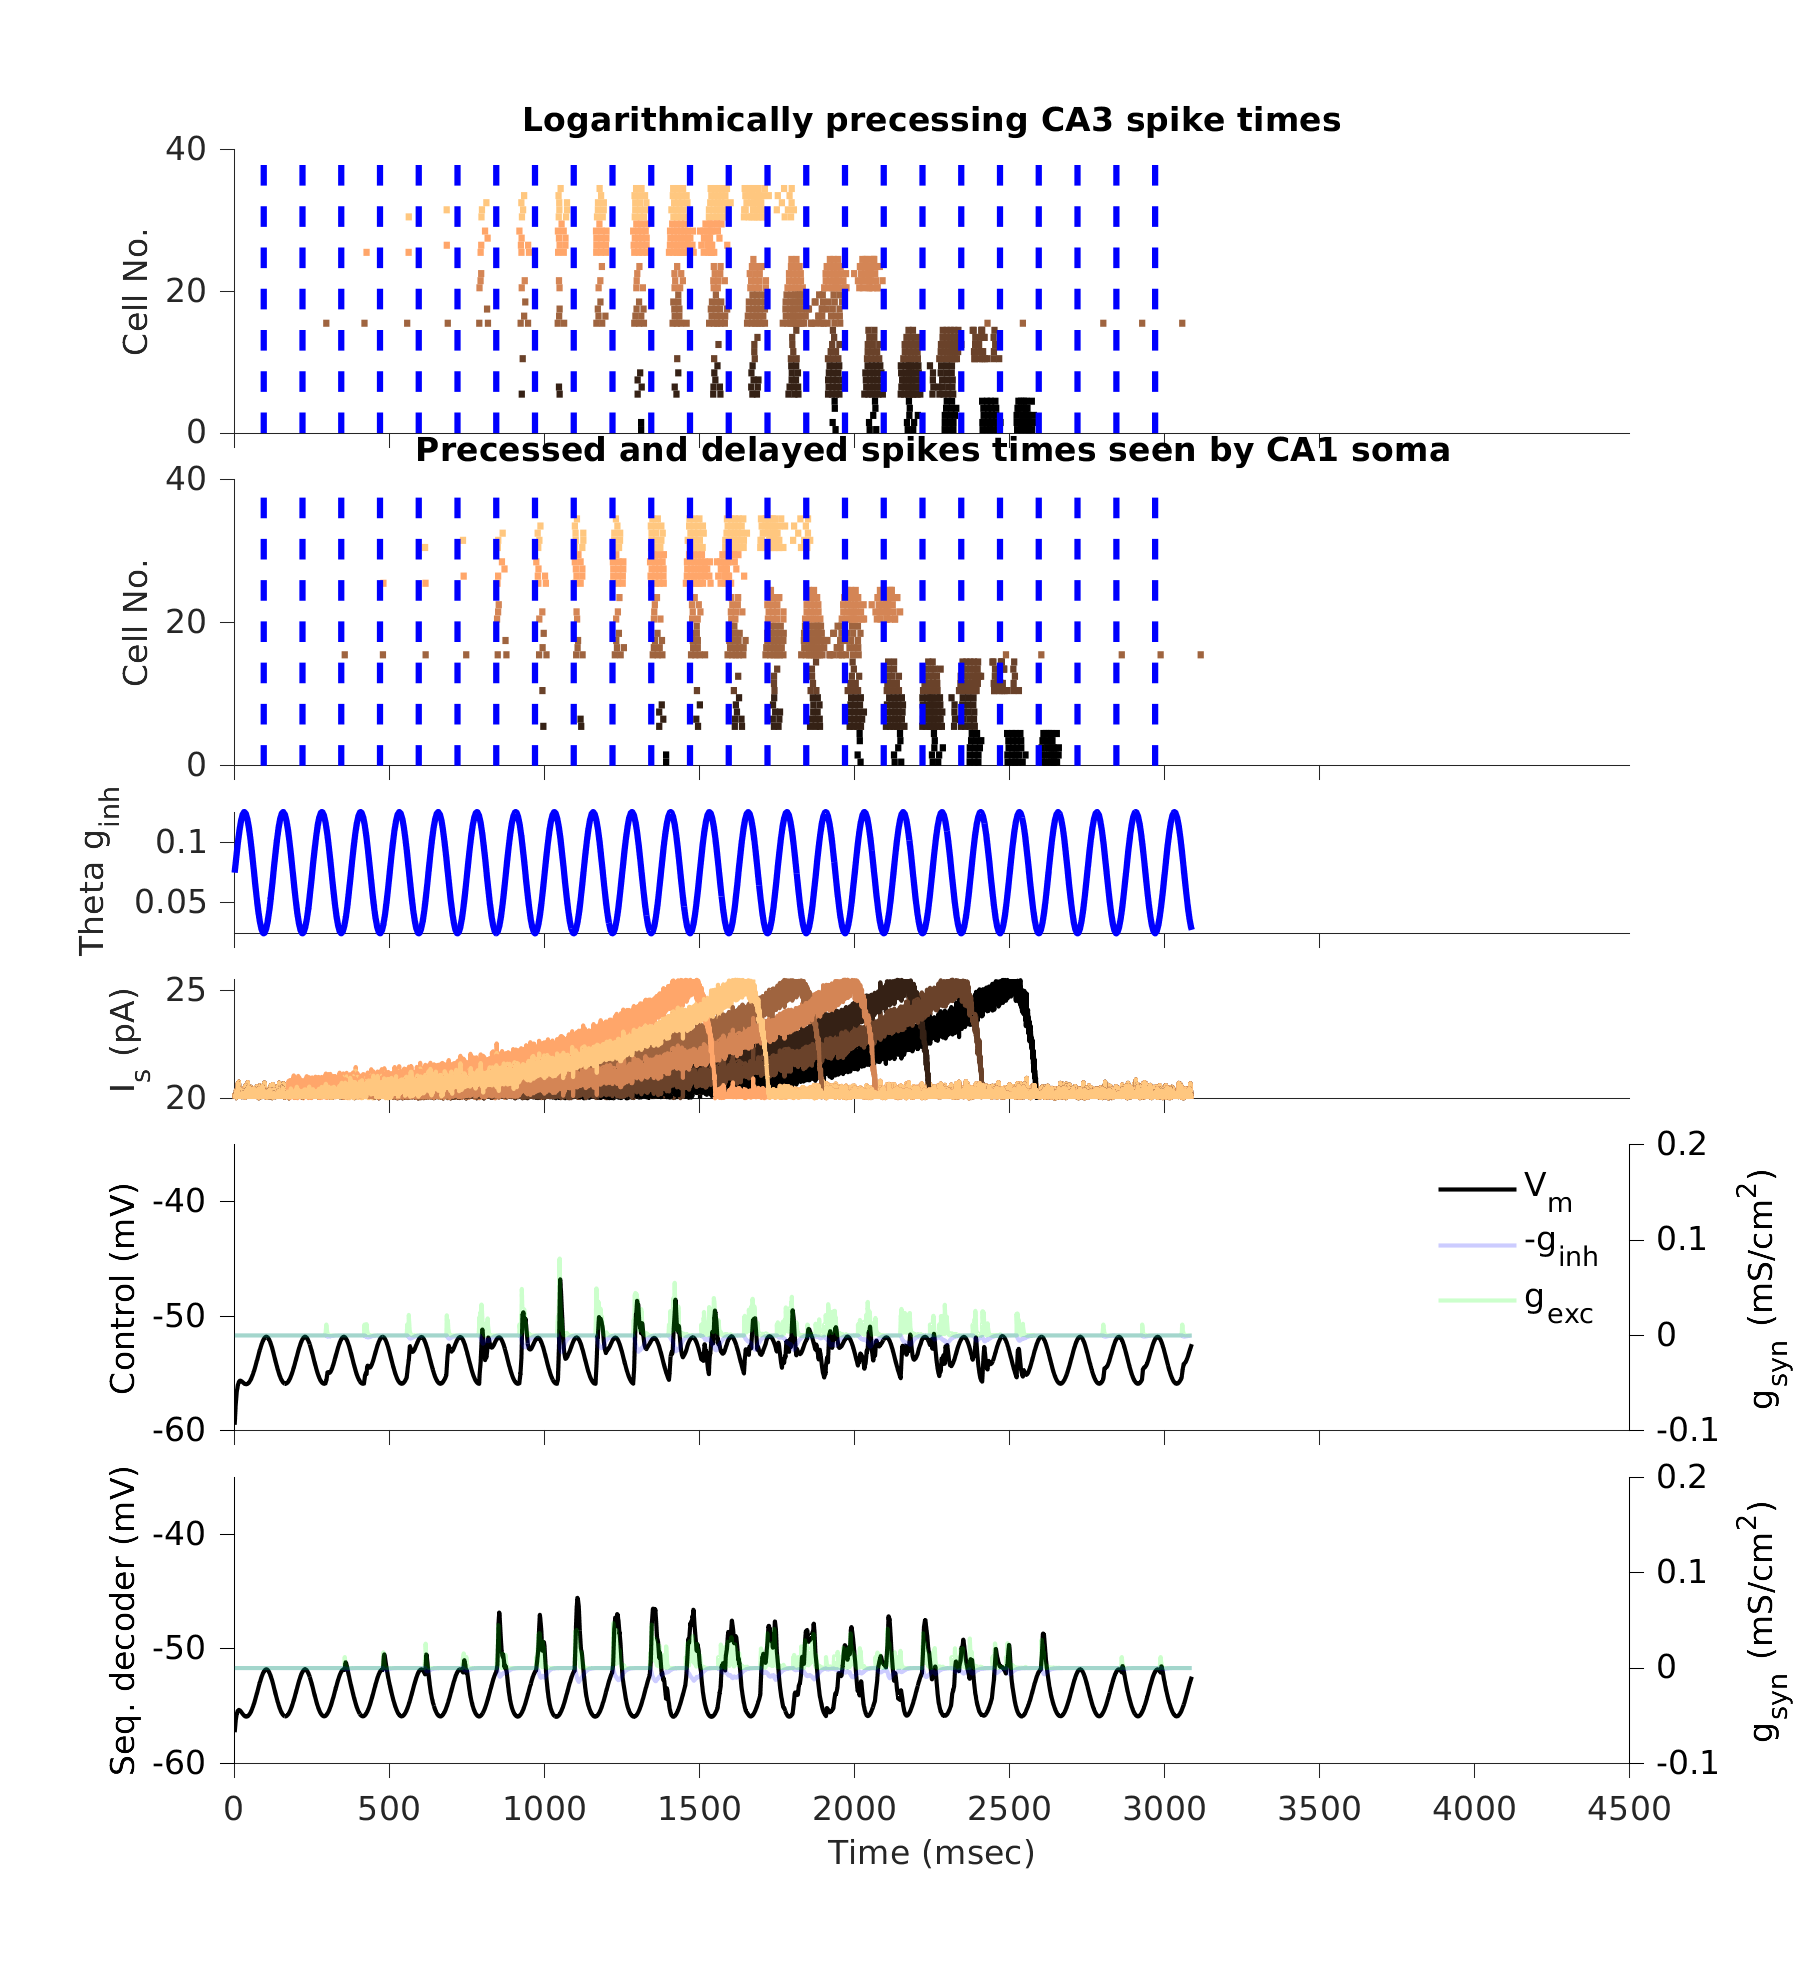 Logarithmically precessing CA3 spike times
40
20
0
Cell No.
Precessed and delayed spikes times seen by CA1 soma
40
20
0
Cell No.
0.1
0.05
Theta g_inh
25
20
I_s (pA)
-40
-50
-60
Control (mV)
V_m
-g_inh
g_exc
0.2
0.1
0
-0.1
g_syn (mS/cm^2)
-40
-50
-60
Seq. decoder (mV)
0.2
0.1
0
-0.1
g_syn (mS/cm^2)
0 500 1000 1500 2000 2500 3000 3500 4000 4500
Time (msec)